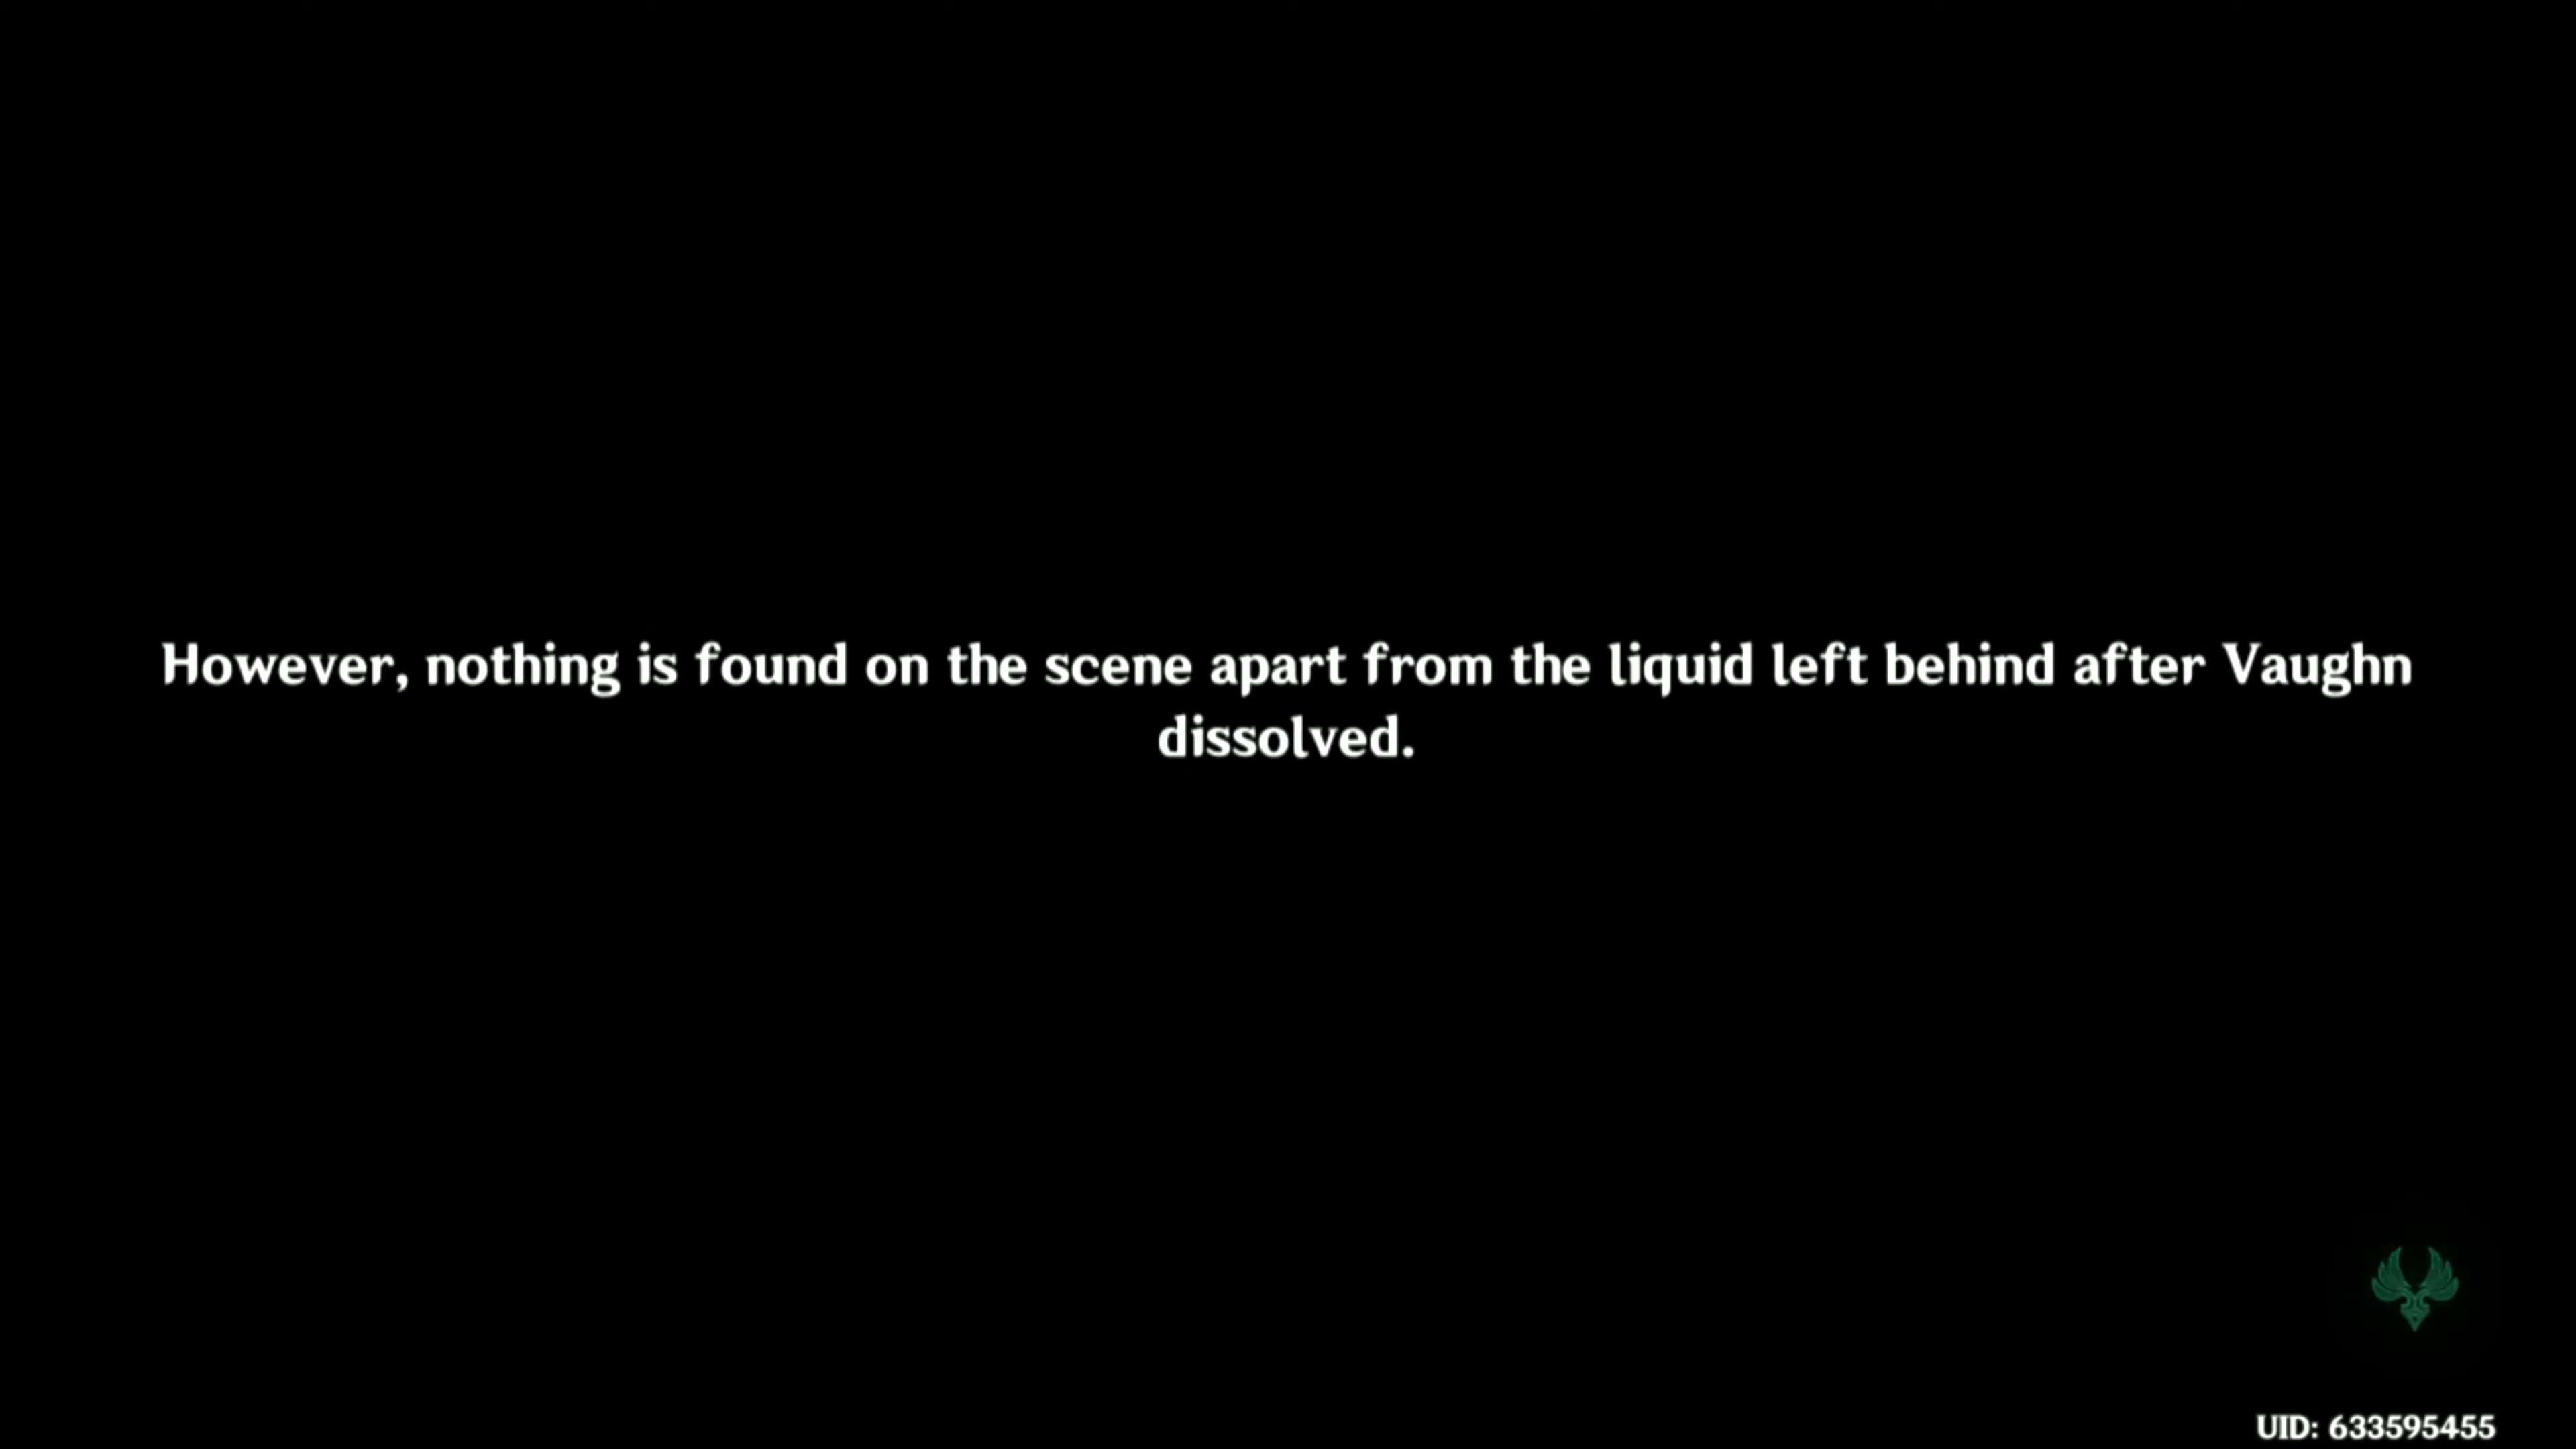 However, nothing is found on the scene apart from the liquid left behind after Vaughn
dissolved.
UID: 633595455